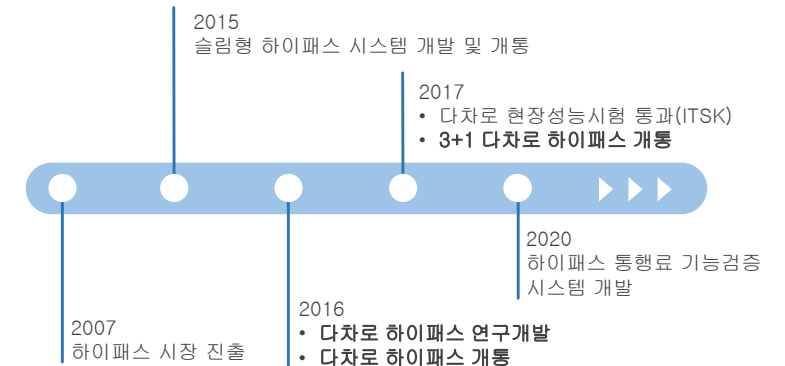 2015
슬림형 하이패스 시스템 개발 및 개통
2017
• 다차로 현장성능시험 통과(ITSK)
• 3+1 다차로 하이패스 개통
2020
하이패스 통행료 기능검증
시스템 개발
2016
• 다차로 하이패스 연구개발
• 다차로 하이패스 개통
2007
하이패스 시장 진출